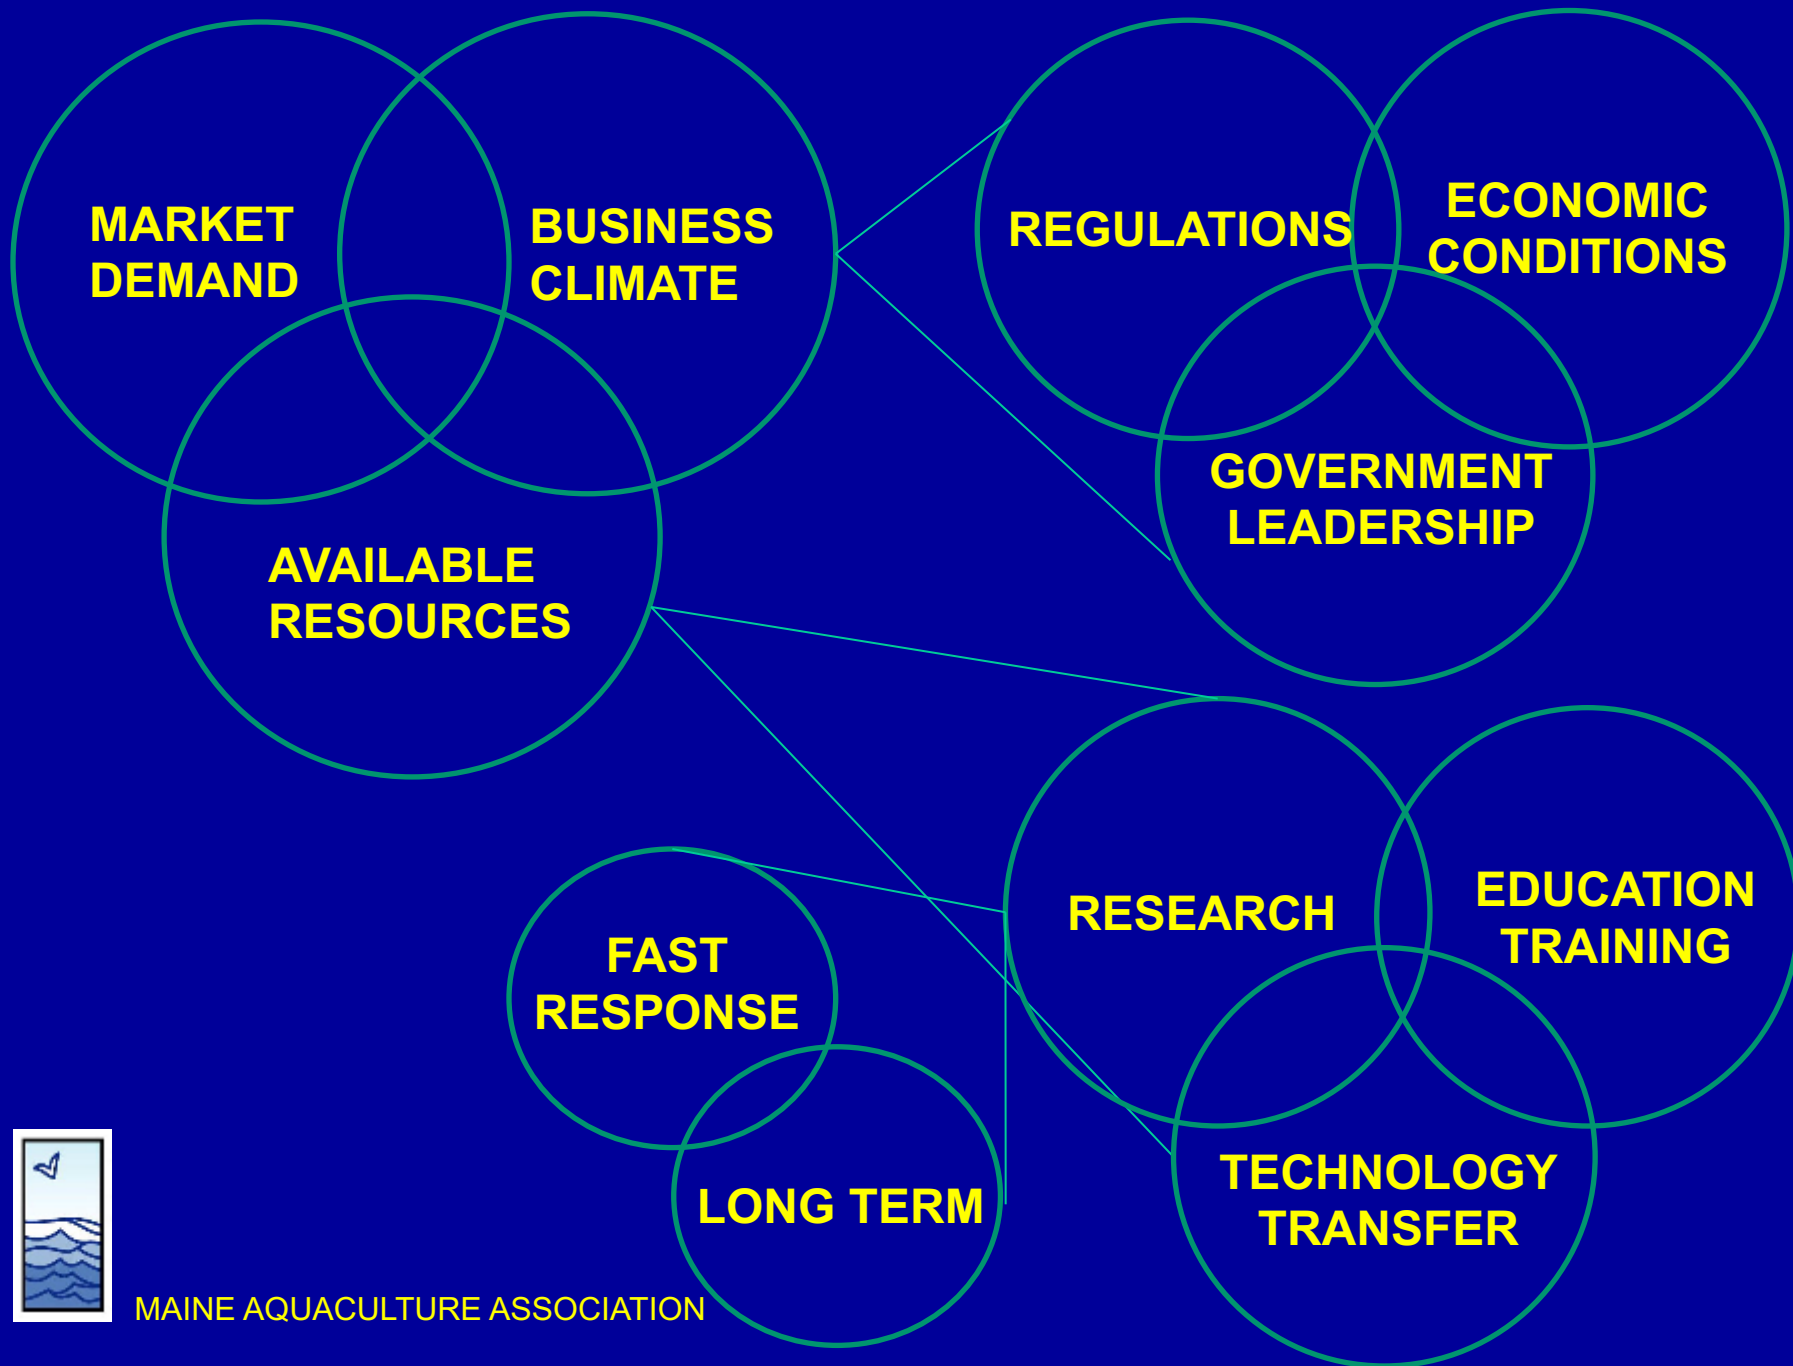 MARKET
DEMAND
BUSINESS
CLIMATE
AVAILABLE
RESOURCES
REGULATIONS
ECONOMIC
CONDITIONS
GOVERNMENT
LEADERSHIP
RESEARCH
EDUCATION
TRAINING
TECHNOLOGY
TRANSFER
FAST
RESPONSE
LONG TERM
MAINE AQUACULTURE ASSOCIATION